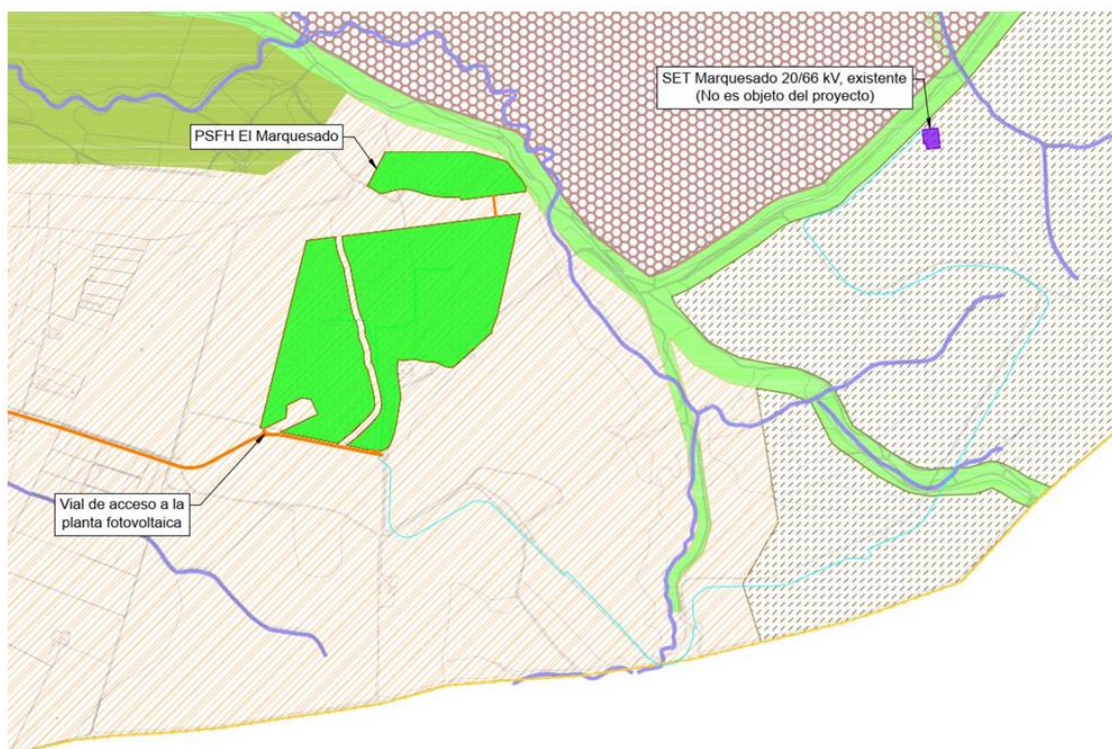 SET Marquesado 20/66 kV, existente
(No es objeto del proyecto)
PSFH El Marquesado
Vial de acceso a la
planta fotovoltaica